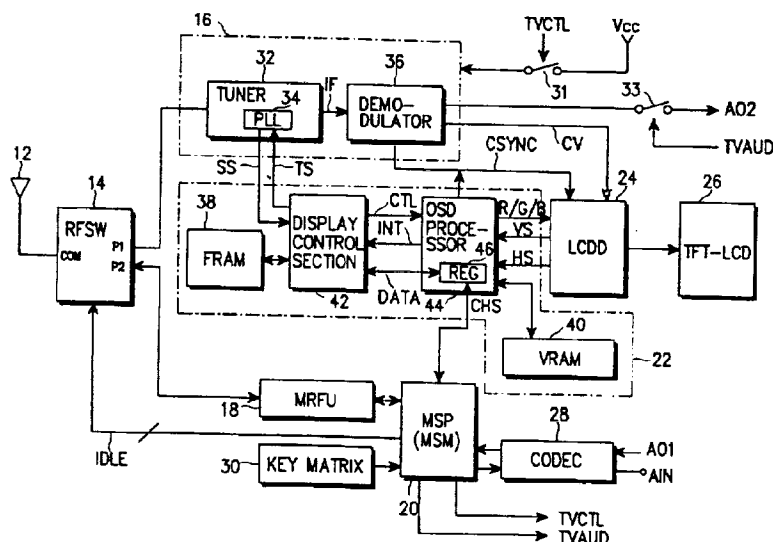 16
TVCTL
Vcc
32
36
31
TUNER
34
PLL
IF
DEMO-
DULATOR
33
AO2
TVAUD
12
14
RFSW
COM
P1
P2
SS
TS
CSYNC
CV
24
26
38
FRAM
DISPLAY
CONTROL
SECTION
42
CTL
INT
DATA
OSD
PROCE-
SSOR
46
REG
44
R/G/B
VS
HS
LCDD
TFT-LCD
CHS
40
VRAM
22
MRFU
18
MSP
(MSM)
20
28
CODEC
AO1
AIN
IDLE
30
KEY MATRIX
TVCTL
TVAUD